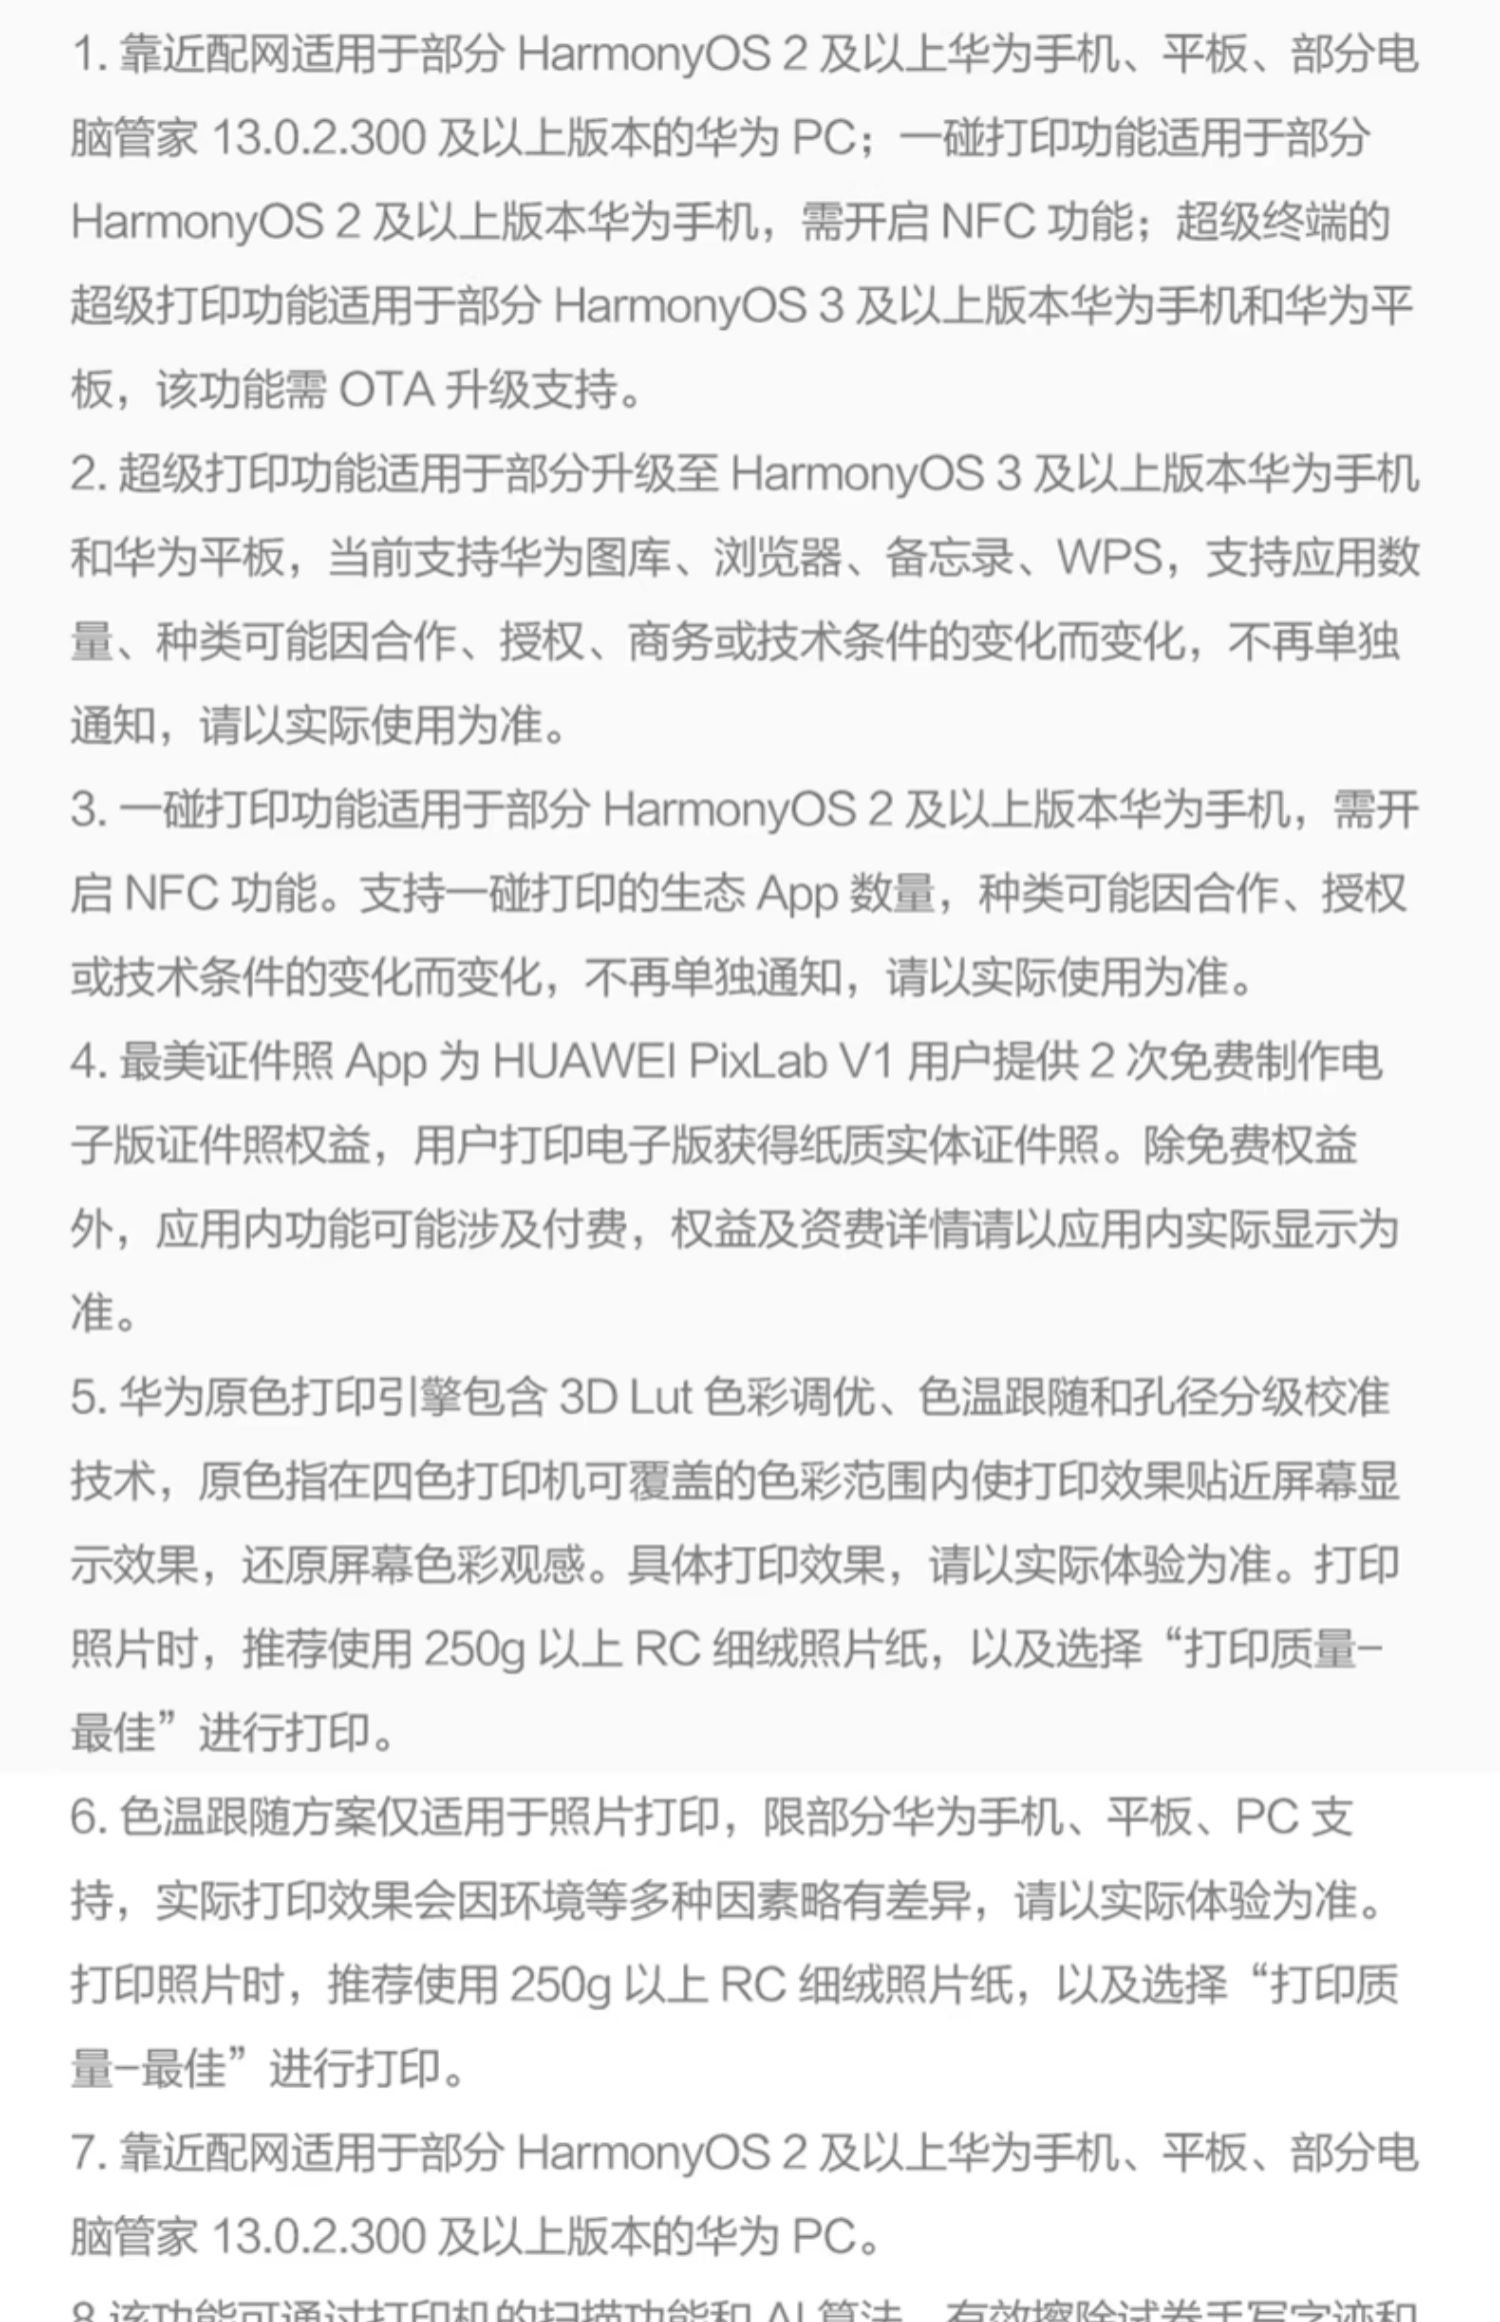 1. 靠近配网适用于部分 HarmonyOS 2 及以上华为手机、平板、部分电
脑管家 13.0.2.300 及以上版本的华为 PC；一碰打印功能适用于部分
HarmonyOS 2 及以上版本华为手机，需开启 NFC 功能；超级终端的
超级打印功能适用于部分 HarmonyOS 3 及以上版本华为手机和华为平
板，该功能需 OTA 升级支持。
2. 超级打印功能适用于部分升级至 HarmonyOS 3 及以上版本华为手机
和华为平板，当前支持华为图库、浏览器、备忘录、WPS，支持应用数
量、种类可能因合作、授权、商务或技术条件的变化而变化，不再单独
通知，请以实际使用为准。
3. 一碰打印功能适用于部分 HarmonyOS 2 及以上版本华为手机，需开
启 NFC 功能。支持一碰打印的生态 App 数量，种类可能因合作、授权
或技术条件的变化而变化，不再单独通知，请以实际使用为准。
4. 最美证件照 App 为 HUAWEI PixLab V1 用户提供 2 次免费制作电
子版证件照权益，用户打印电子版获得纸质实体证件照。除免费权益
外，应用内功能可能涉及付费，权益及资费详情请以应用内实际显示为
准。
5. 华为原色打印引擎包含 3D Lut 色彩调优、色温跟随和孔径分级校准
技术，原色指在四色打印机可覆盖的色彩范围内使打印效果贴近屏幕显
示效果，还原屏幕色彩观感。具体打印效果，请以实际体验为准。打印
照片时，推荐使用 250g 以上 RC 细绒照片纸，以及选择“打印质量–
最佳”进行打印。
6. 色温跟随方案仅适用于照片打印，限部分华为手机、平板、PC 支
持，实际打印效果会因环境等多种因素略有差异，请以实际体验为准。
打印照片时，推荐使用 250g 以上 RC 细绒照片纸，以及选择“打印质
量–最佳”进行打印。
7. 靠近配网适用于部分 HarmonyOS 2 及以上华为手机、平板、部分电
脑管家 13.0.2.300 及以上版本的华为 PC。
8.该功能可通过打印机的扫描功能和 AI 算法，有效擦除试卷手写字迹和